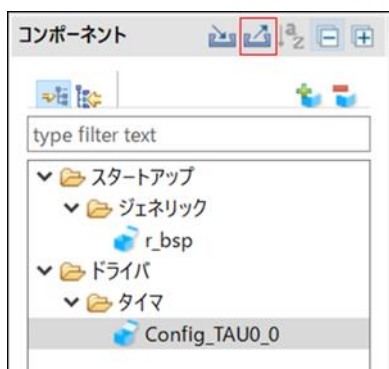 コンポーネント
a
z
type filter text
スタートアップ
ジェネリック
r_bsp
ドライバ
タイマ
Config_TAU0_0